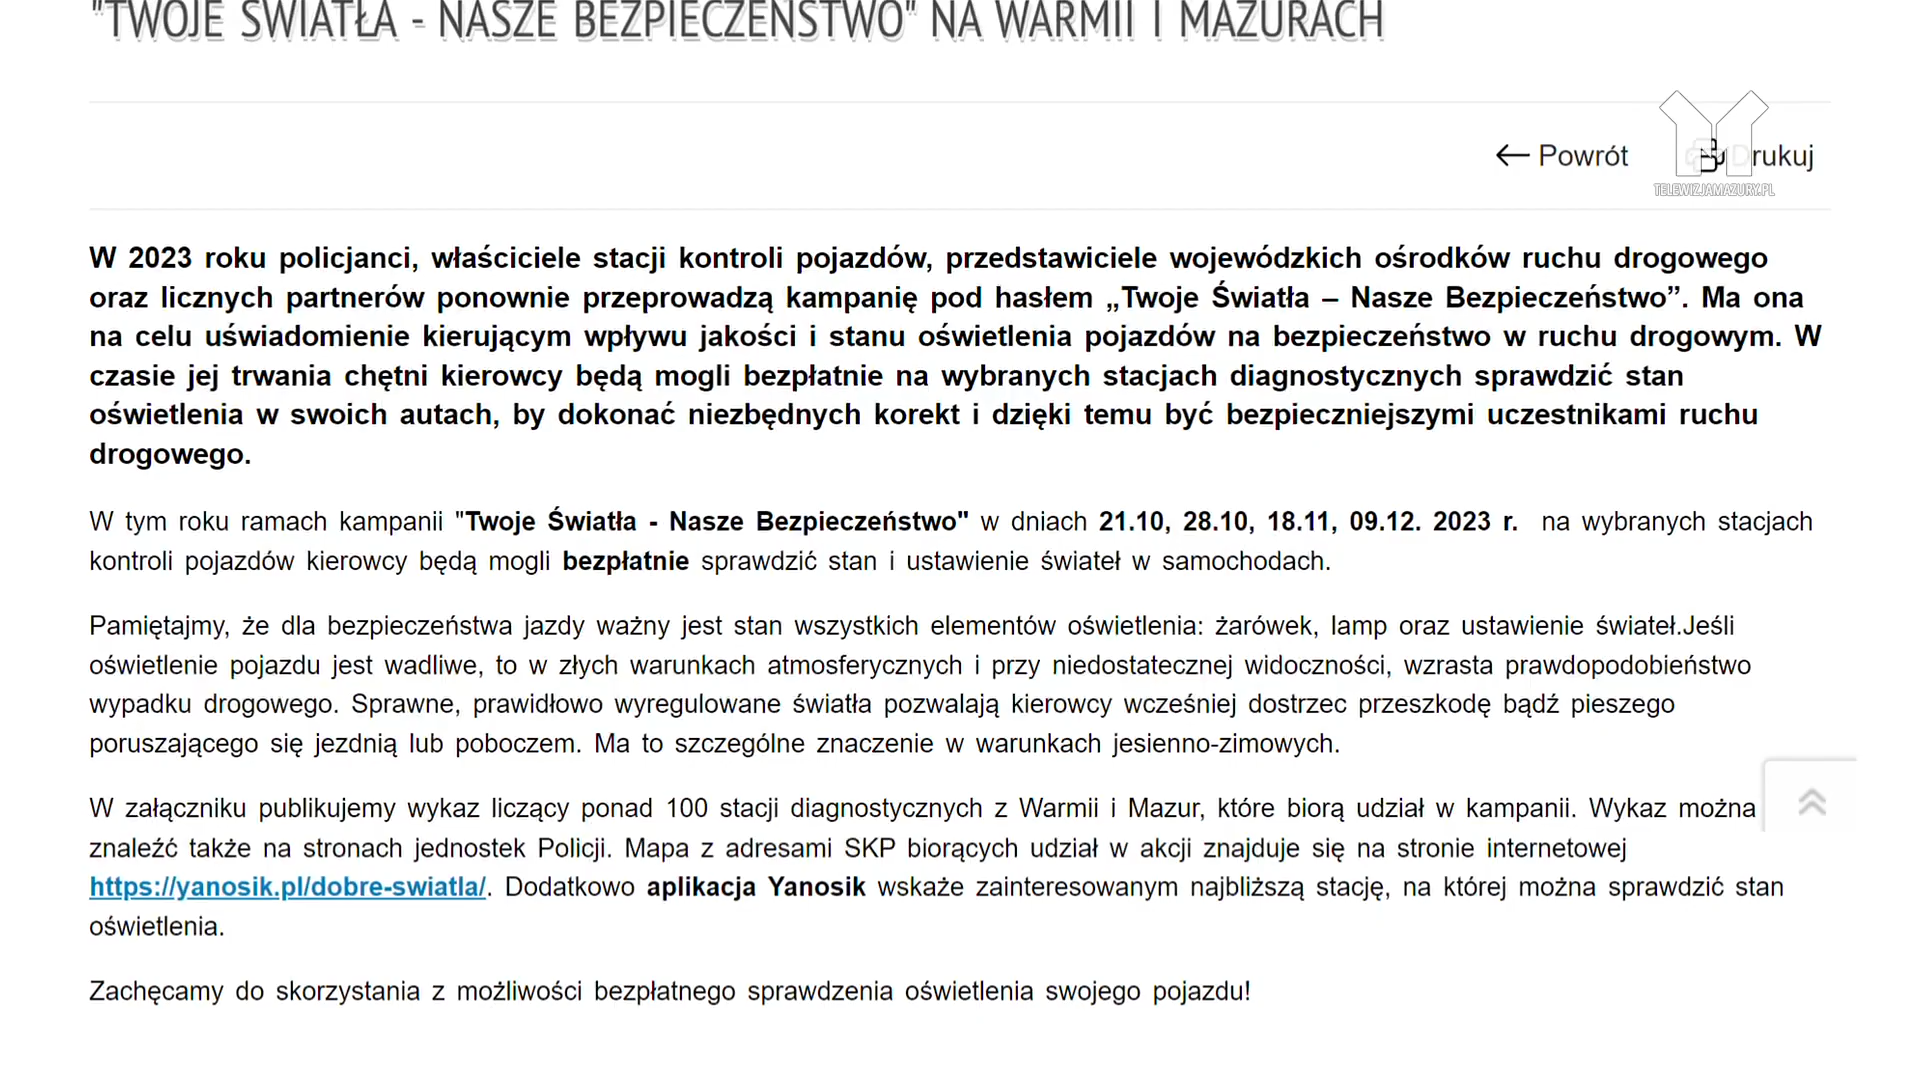 "TWOJE ŚWIATŁA - NASZE BEZPIECZEŃSTWO" NA WARMII I MAZURACH
Powrót Drukuj
TELEWIZJAMAZURY.PL
W 2023 roku policjanci, właściciele stacji kontroli pojazdów, przedstawiciele wojewódzkich ośrodków ruchu drogowego
oraz licznych partnerów ponownie przeprowadzą kampanię pod hasłem „Twoje Światła – Nasze Bezpieczeństwo”. Ma ona
na celu uświadomienie kierującym wpływu jakości i stanu oświetlenia pojazdów na bezpieczeństwo w ruchu drogowym. W
czasie jej trwania chętni kierowcy będą mogli bezpłatnie na wybranych stacjach diagnostycznych sprawdzić stan
oświetlenia w swoich autach, by dokonać niezbędnych korekt i dzięki temu być bezpieczniejszymi uczestnikami ruchu
drogowego.
W tym roku ramach kampanii "Twoje Światła - Nasze Bezpieczeństwo" w dniach 21.10, 28.10, 18.11, 09.12. 2023 r. na wybranych stacjach
kontroli pojazdów kierowcy będą mogli bezpłatnie sprawdzić stan i ustawienie świateł w samochodach.
Pamiętajmy, że dla bezpieczeństwa jazdy ważny jest stan wszystkich elementów oświetlenia: żarówek, lamp oraz ustawienie świateł.Jeśli
oświetlenie pojazdu jest wadliwe, to w złych warunkach atmosferycznych i przy niedostatecznej widoczności, wzrasta prawdopodobieństwo
wypadku drogowego. Sprawne, prawidłowo wyregulowane światła pozwalają kierowcy wcześniej dostrzec przeszkodę bądź pieszego
poruszającego się jezdnią lub poboczem. Ma to szczególne znaczenie w warunkach jesienno-zimowych.
W załączniku publikujemy wykaz liczący ponad 100 stacji diagnostycznych z Warmii i Mazur, które biorą udział w kampanii. Wykaz można
znaleźć także na stronach jednostek Policji. Mapa z adresami SKP biorących udział w akcji znajduje się na stronie internetowej
https://yanosik.pl/dobre-swiatla/. Dodatkowo aplikacja Yanosik wskaże zainteresowanym najbliższą stację, na której można sprawdzić stan
oświetlenia.
Zachęcamy do skorzystania z możliwości bezpłatnego sprawdzenia oświetlenia swojego pojazdu!